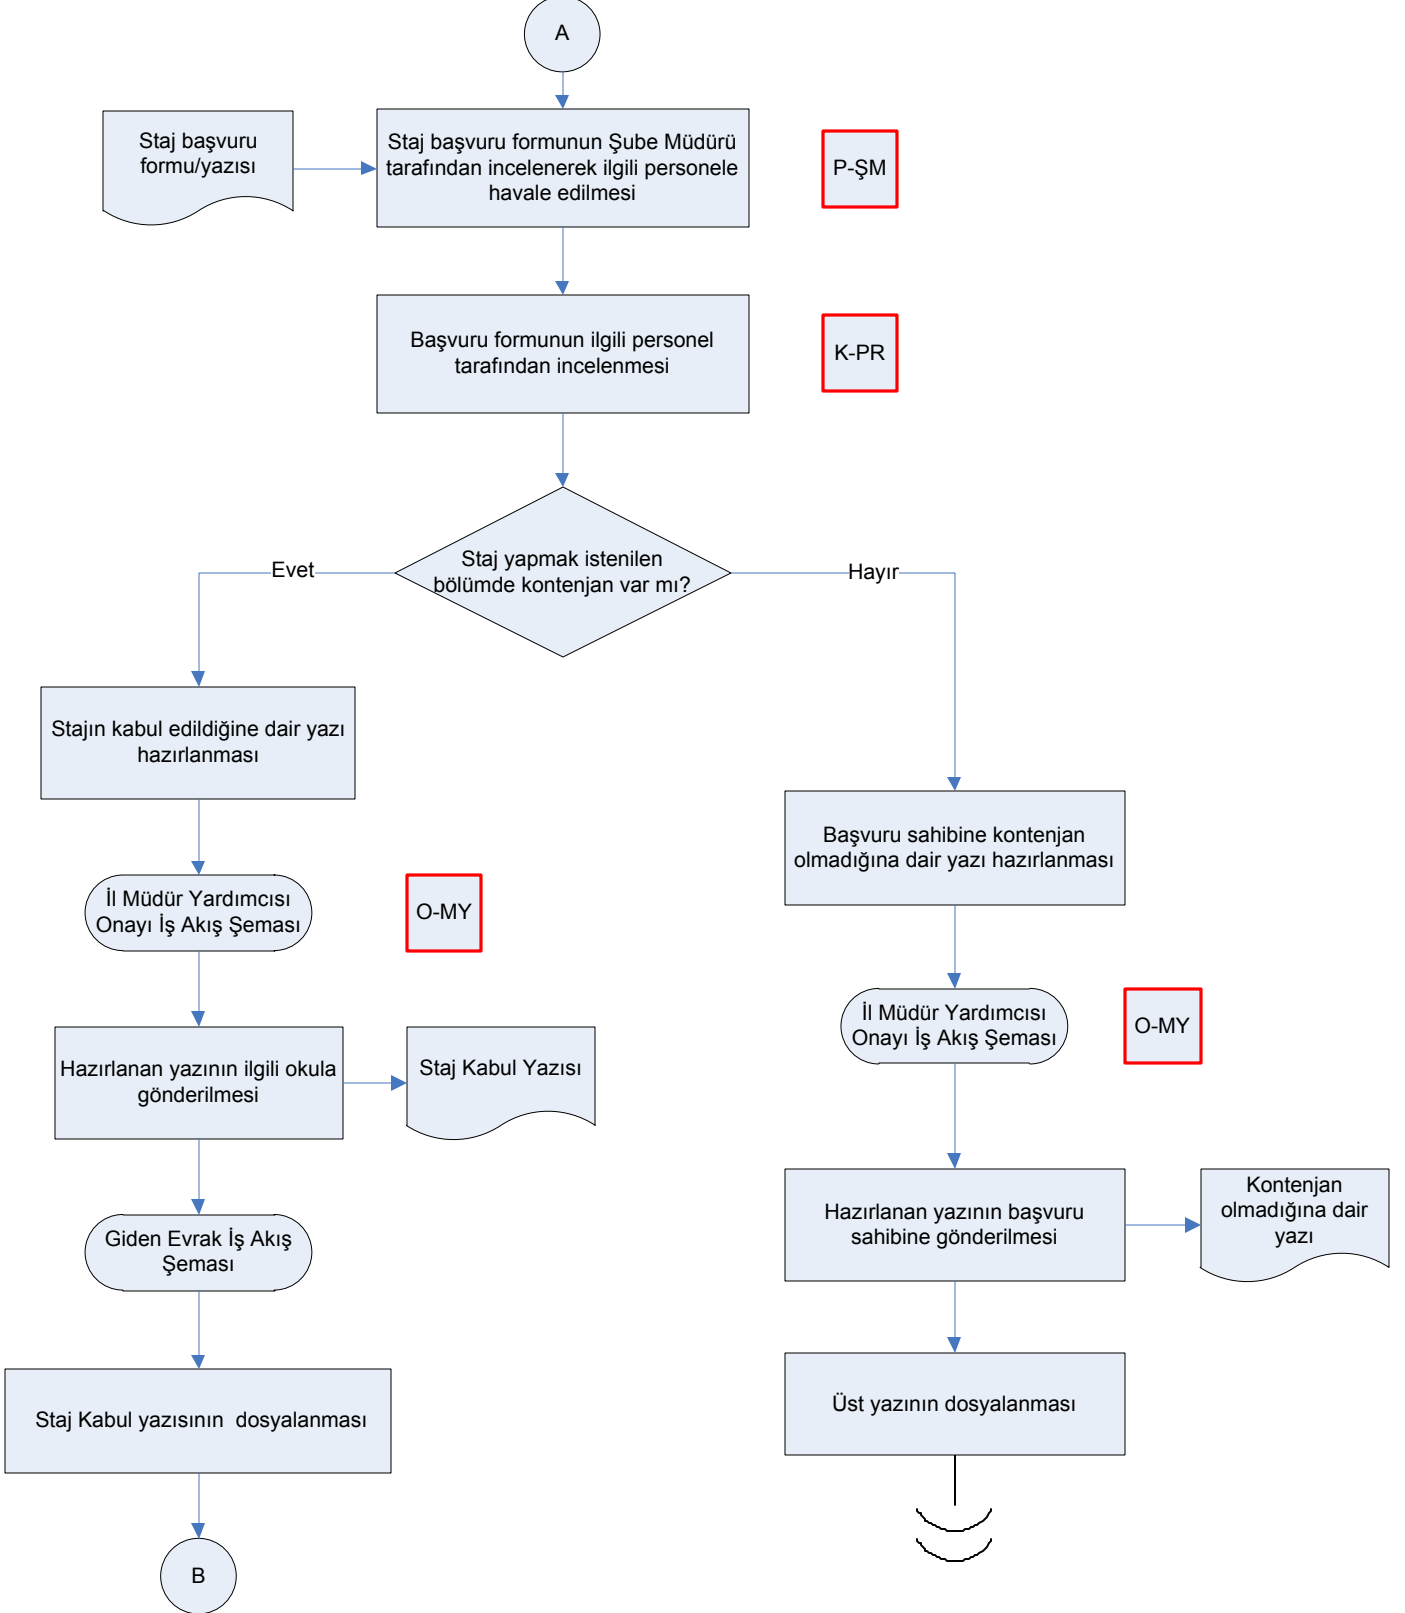 A
Staj başvuru
formu/yazısı
Staj başvuru formunun Şube Müdürü
tarafından incelenerek ilgili personele
havale edilmesi
P-ŞM
Başvuru formunun ilgili personel
tarafından incelenmesi
K-PR
Staj yapmak istenilen
bölümde kontenjan var mı?
Evet
Hayır
Stajın kabul edildiğine dair yazı
hazırlanması
Başvuru sahibine kontenjan
olmadığına dair yazı hazırlanması
İl Müdür Yardımcısı
Onayı İş Akış Şeması
O-MY
İl Müdür Yardımcısı
Onayı İş Akış Şeması
O-MY
Hazırlanan yazının ilgili okula
gönderilmesi
Staj Kabul Yazısı
Hazırlanan yazının başvuru
sahibine gönderilmesi
Kontenjan
olmadığına dair
yazı
Giden Evrak İş Akış
Şeması
Staj Kabul yazısının  dosyalanması
Üst yazının dosyalanması
B